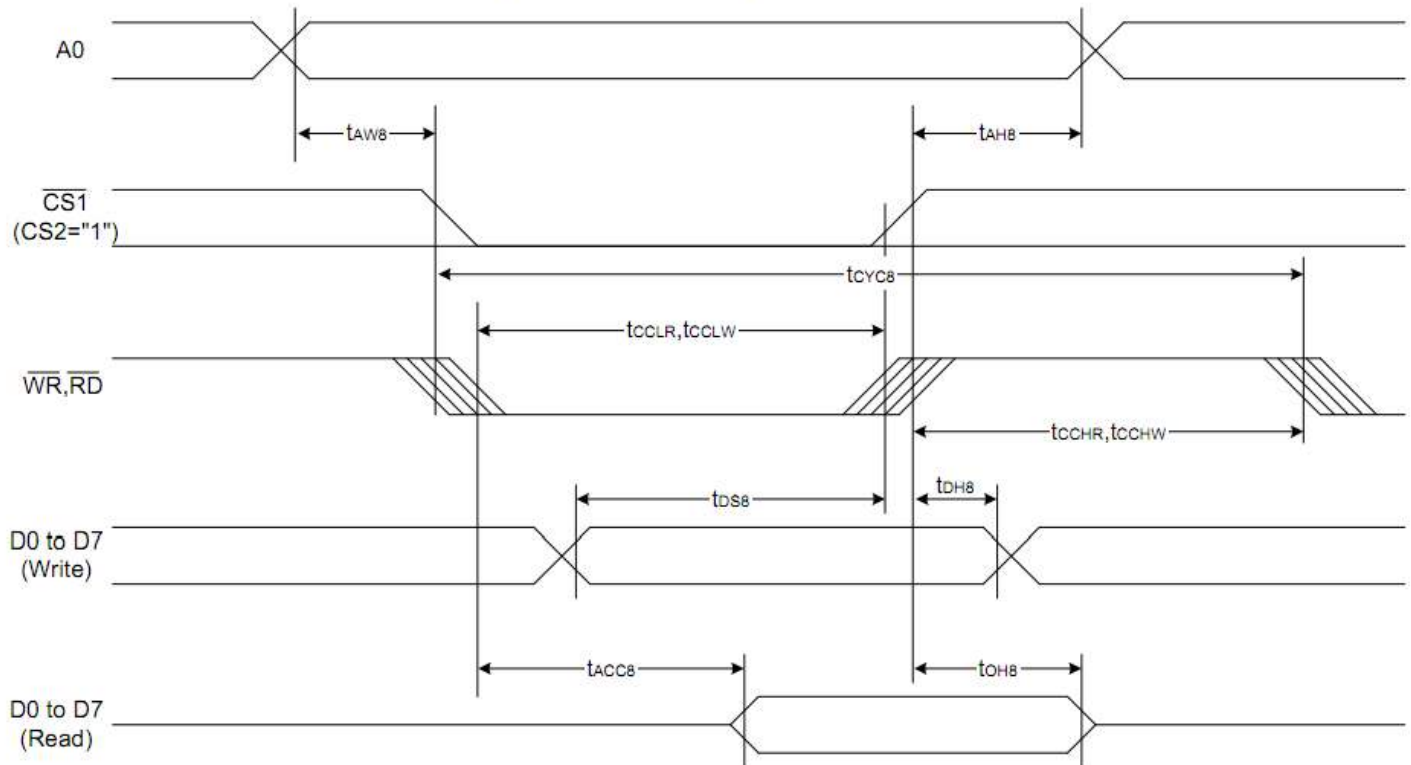 A0
tAW8
tAH8
CS1
(CS2="1")
tCYC8
tCCLR,tCCLW
WR,RD
tCCHR,tCCHW
tDS8
tDH8
D0 to D7
(Write)
tACC8
tOH8
D0 to D7
(Read)